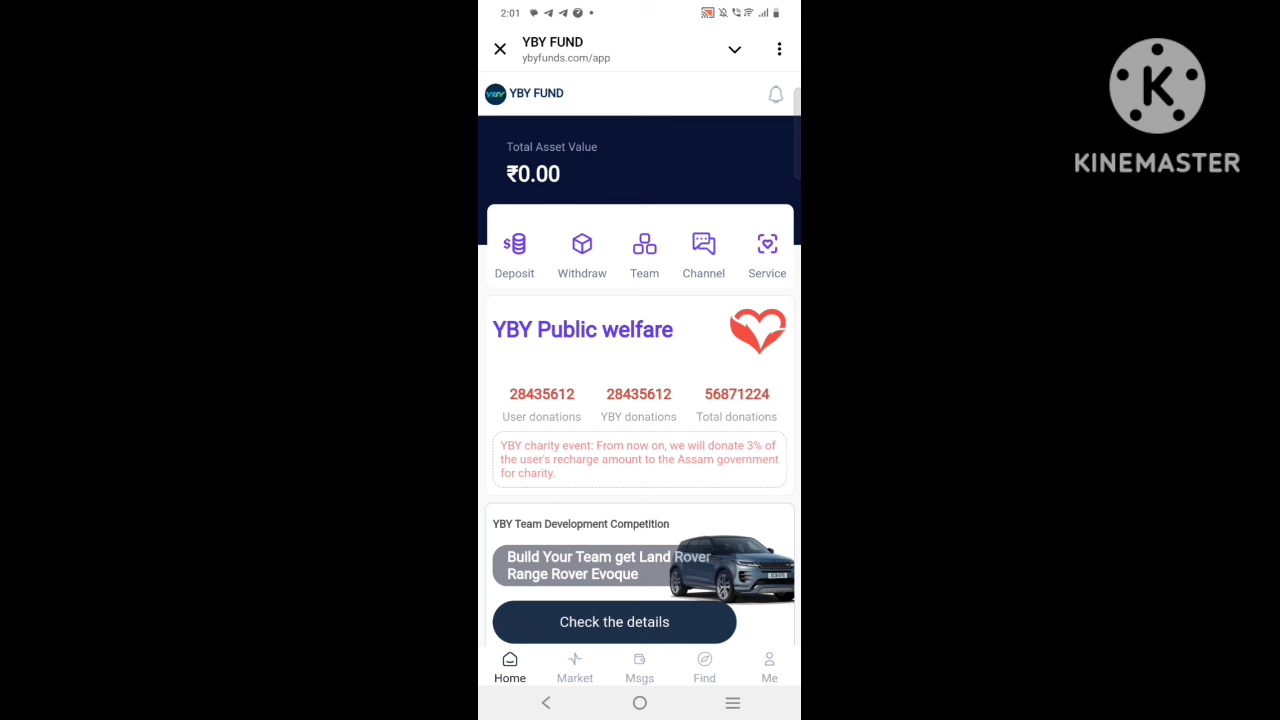 2:01
YBY FUND
ybyfunds.com/app
YBY YBY FUND
Total Asset Value
₹0.00
Deposit Withdraw Team Channel Service
YBY Public welfare
28435612 28435612 56871224
User donations YBY donations Total donations
YBY charity event: From now on, we will donate 3% of
the user's recharge amount to the Assam government
for charity.
YBY Team Development Competition
Build Your Team get Land Rover
Range Rover Evoque
Check the details
Home Market Msgs Find Me
K
KINEMASTER